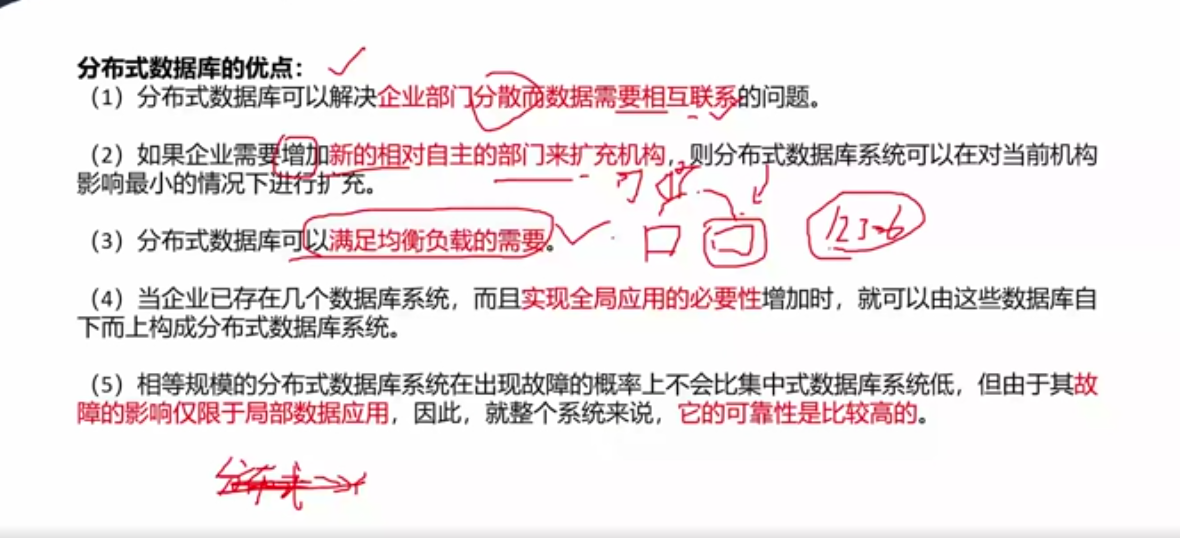 分布式数据库的优点：
（1）分布式数据库可以解决企业部门分散而数据需要相互联系的问题。
（2）如果企业需要增加新的相对自主的部门来扩充机构，则分布式数据库系统可以在对当前机构
影响最小的情况下进行扩充。
（3）分布式数据库可以满足均衡负载的需要。
（4）当企业已存在几个数据库系统，而且实现全局应用的必要性增加时，就可以由这些数据库自
下而上构成分布式数据库系统。
（5）相等规模的分布式数据库系统在出现故障的概率上不会比集中式数据库系统低，但由于其故
障的影响仅限于局部数据应用，因此，就整个系统来说，它的可靠性是比较高的。
分布式